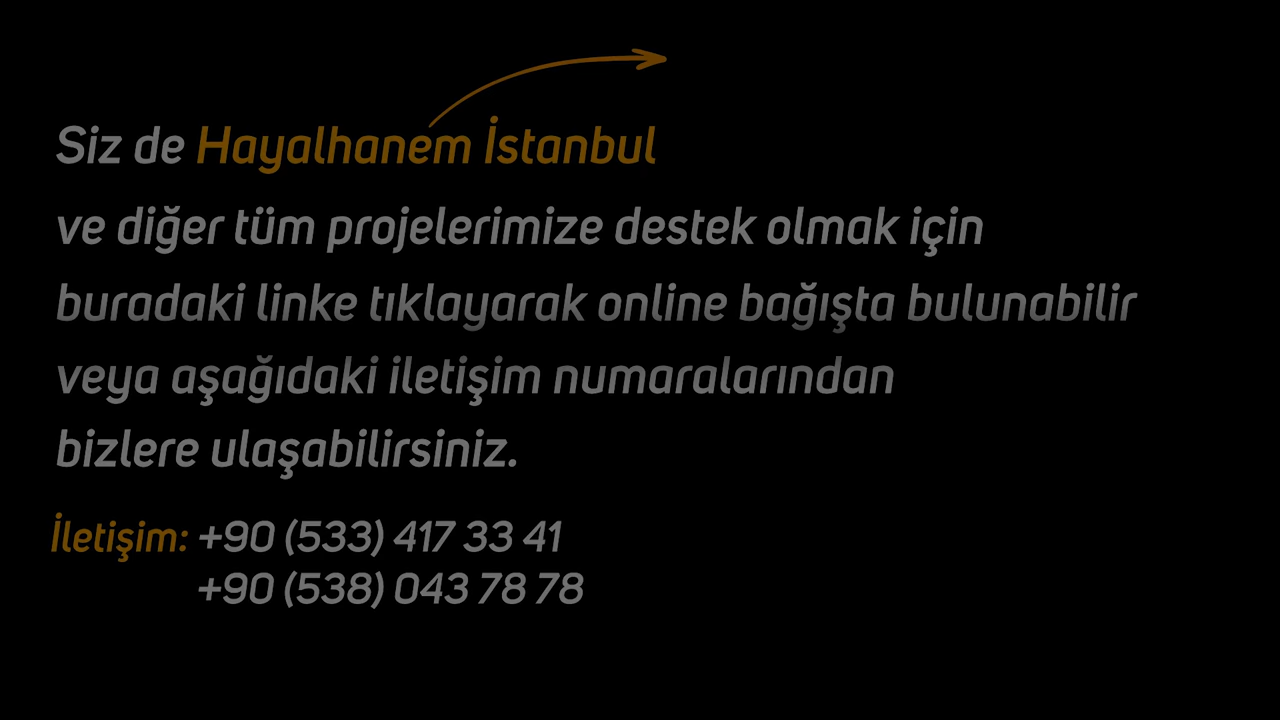 Siz de Hayalhanem İstanbul
ve diğer tüm projelerimize destek olmak için
buradaki linke tıklayarak online bağışta bulunabilir
veya aşağıdaki iletişim numaralarından
bizlere ulaşabilirsiniz.
İletişim: +90 (533) 417 33 41
+90 (538) 043 78 78